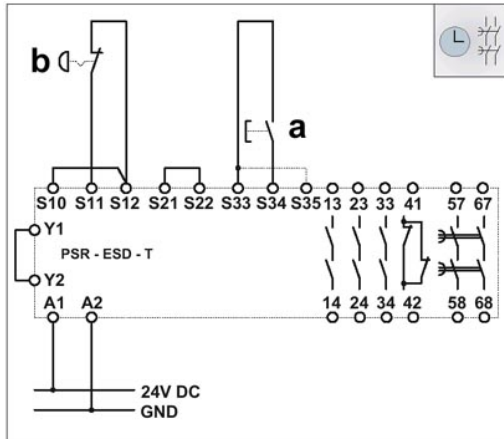 b
a
S10 S11 S12 S21 S22 S33 S34 S35 13 23 33 41 57 67
Y1
PSR - ESD - T
Y2
A1 A2 14 24 34 42 58 68
24V DC
GND